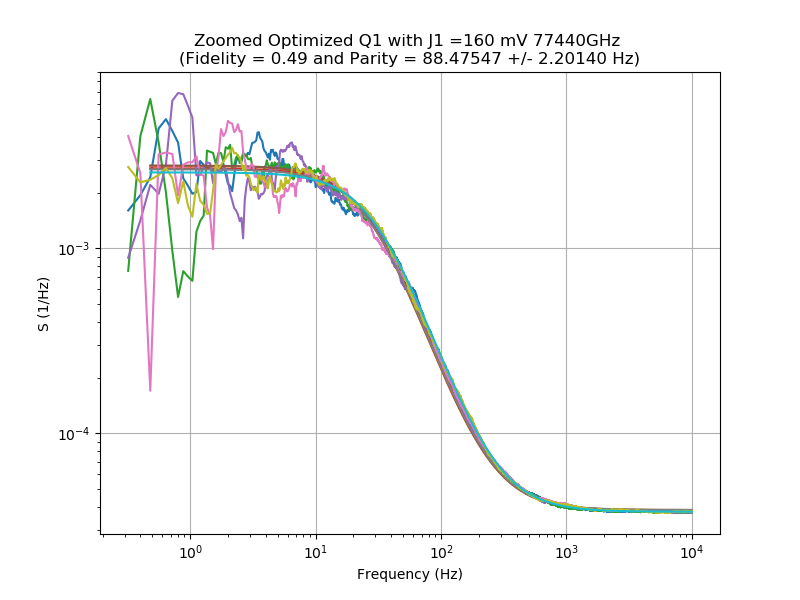 Zoomed Optimized Q1 with J1 =160 mV 77440GHz
(Fidelity = 0.49 and Parity = 88.47547 +/- 2.20140 Hz)
S (1/Hz)
10⁻³
10⁻⁴
10⁰ 10¹ 10² 10³ 10⁴
Frequency (Hz)